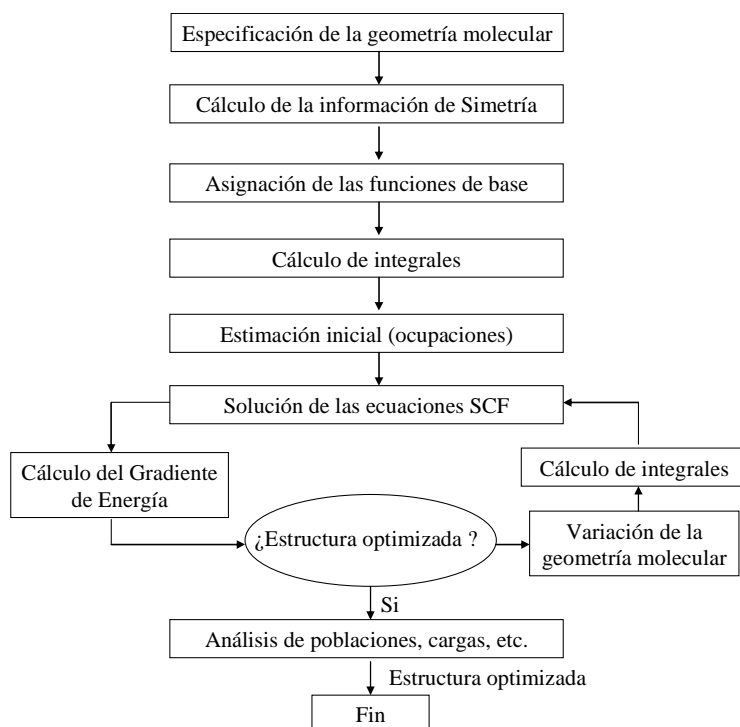 Especificación de la geometría molecular
Cálculo de la información de Simetría
Asignación de las funciones de base
Cálculo de integrales
Estimación inicial (ocupaciones)
Solución de las ecuaciones SCF
Cálculo del Gradiente
de Energía
¿Estructura optimizada ?
Cálculo de integrales
Variación de la
geometría molecular
Si
Análisis de poblaciones, cargas, etc.
Estructura optimizada
Fin